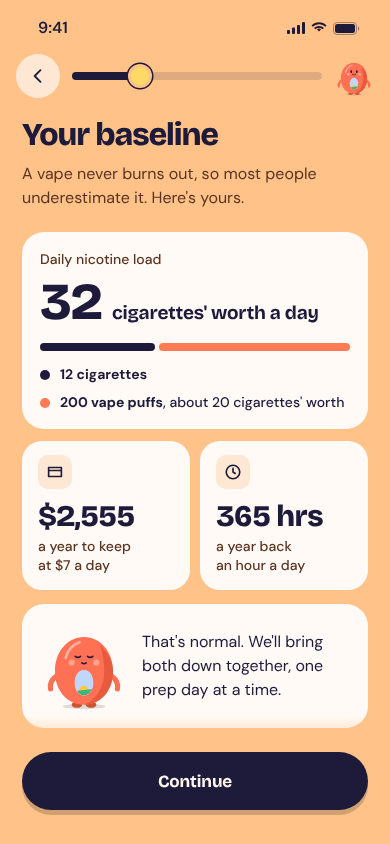 9:41
Your baseline
A vape never burns out, so most people
underestimate it. Here's yours.
Daily nicotine load
32 cigarettes' worth a day
12 cigarettes
200 vape puffs, about 20 cigarettes' worth
$2,555
a year to keep
at $7 a day
365 hrs
a year back
an hour a day
That's normal. We'll bring
both down together, one
prep day at a time.
Continue